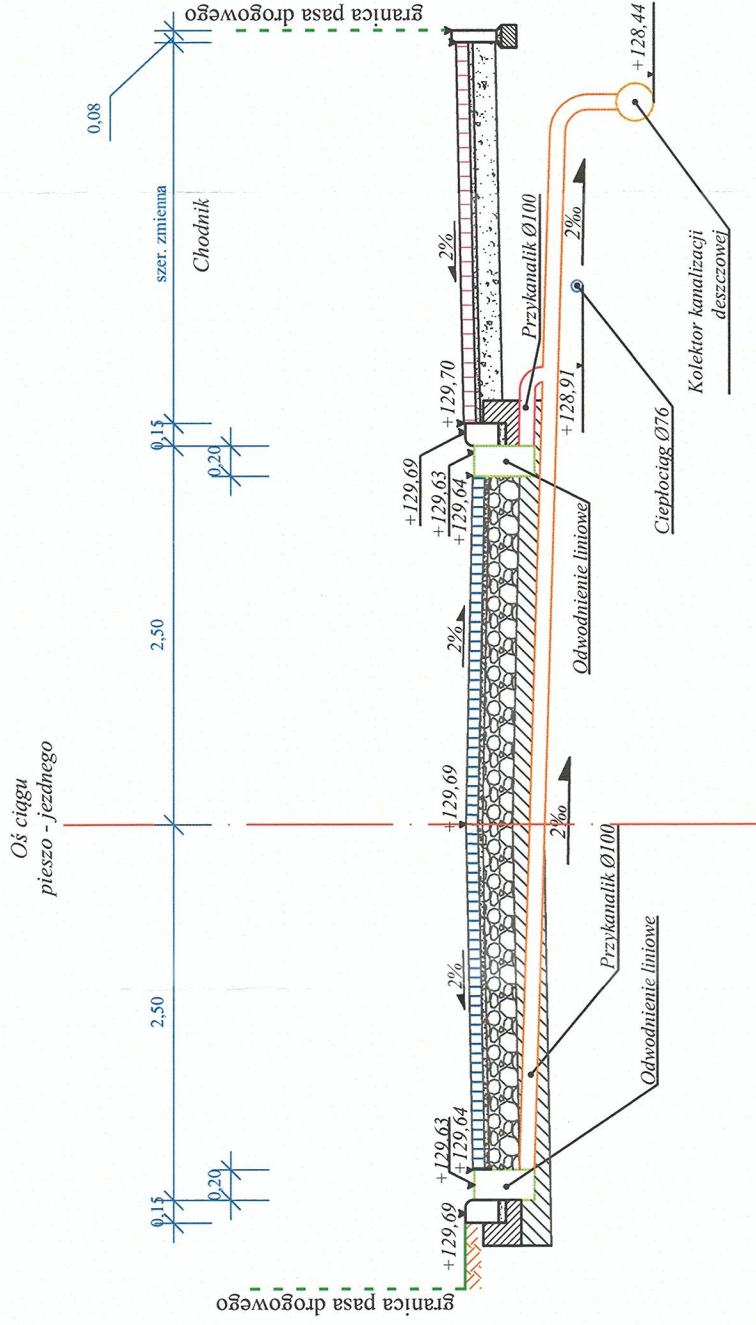 Oś ciągu
pieszo - jezdnego
granica pasa drogowego
granica pasa drogowego
0,15
0,20
2,50
2,50
0,20
0,15
szer. zmienna
0,08
Chodnik
+129,69
+129,63
+129,64
2%
+129,69
2%
+129,69
+129,63
+129,64
+129,70
2%
Przykanalik Ø100
+128,91
2‰
+128,44
2‰
Przykanalik Ø100
Odwodnienie liniowe
Odwodnienie liniowe
Ciepłociąg Ø76
Kolektor kanalizacji
deszczowej